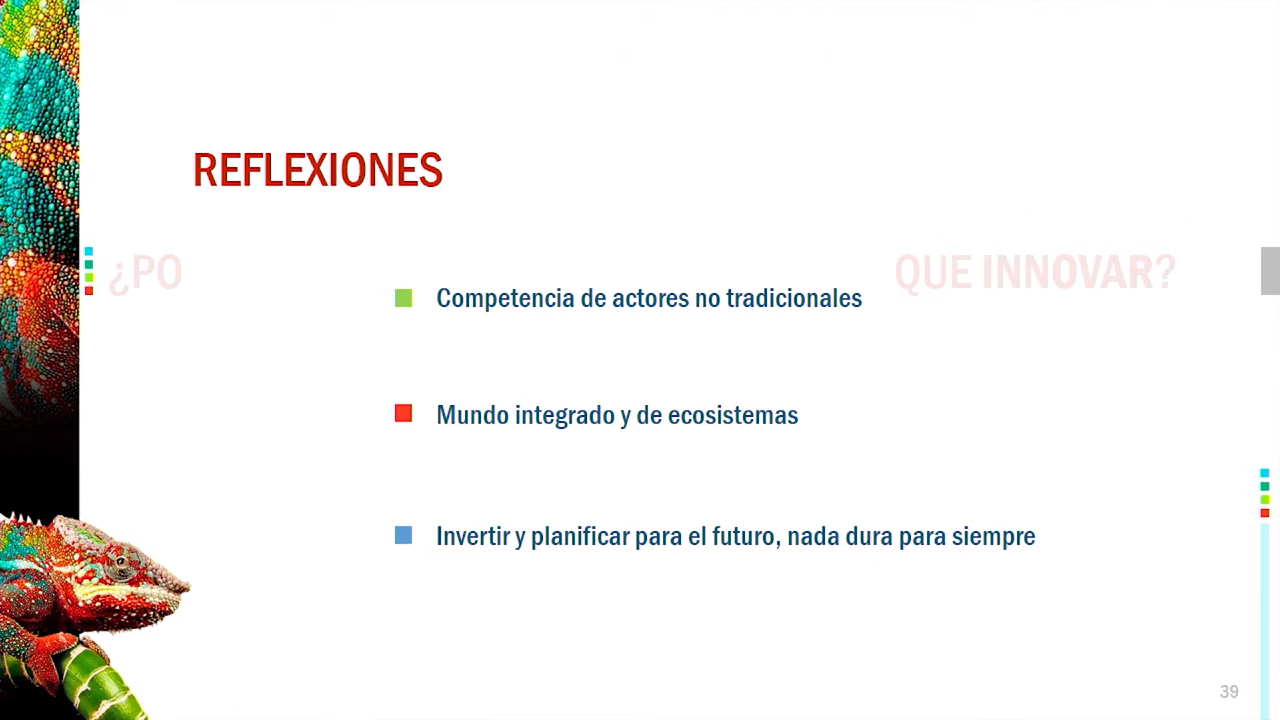 REFLEXIONES
¿PO QUE INNOVAR?
Competencia de actores no tradicionales
Mundo integrado y de ecosistemas
Invertir y planificar para el futuro, nada dura para siempre
39